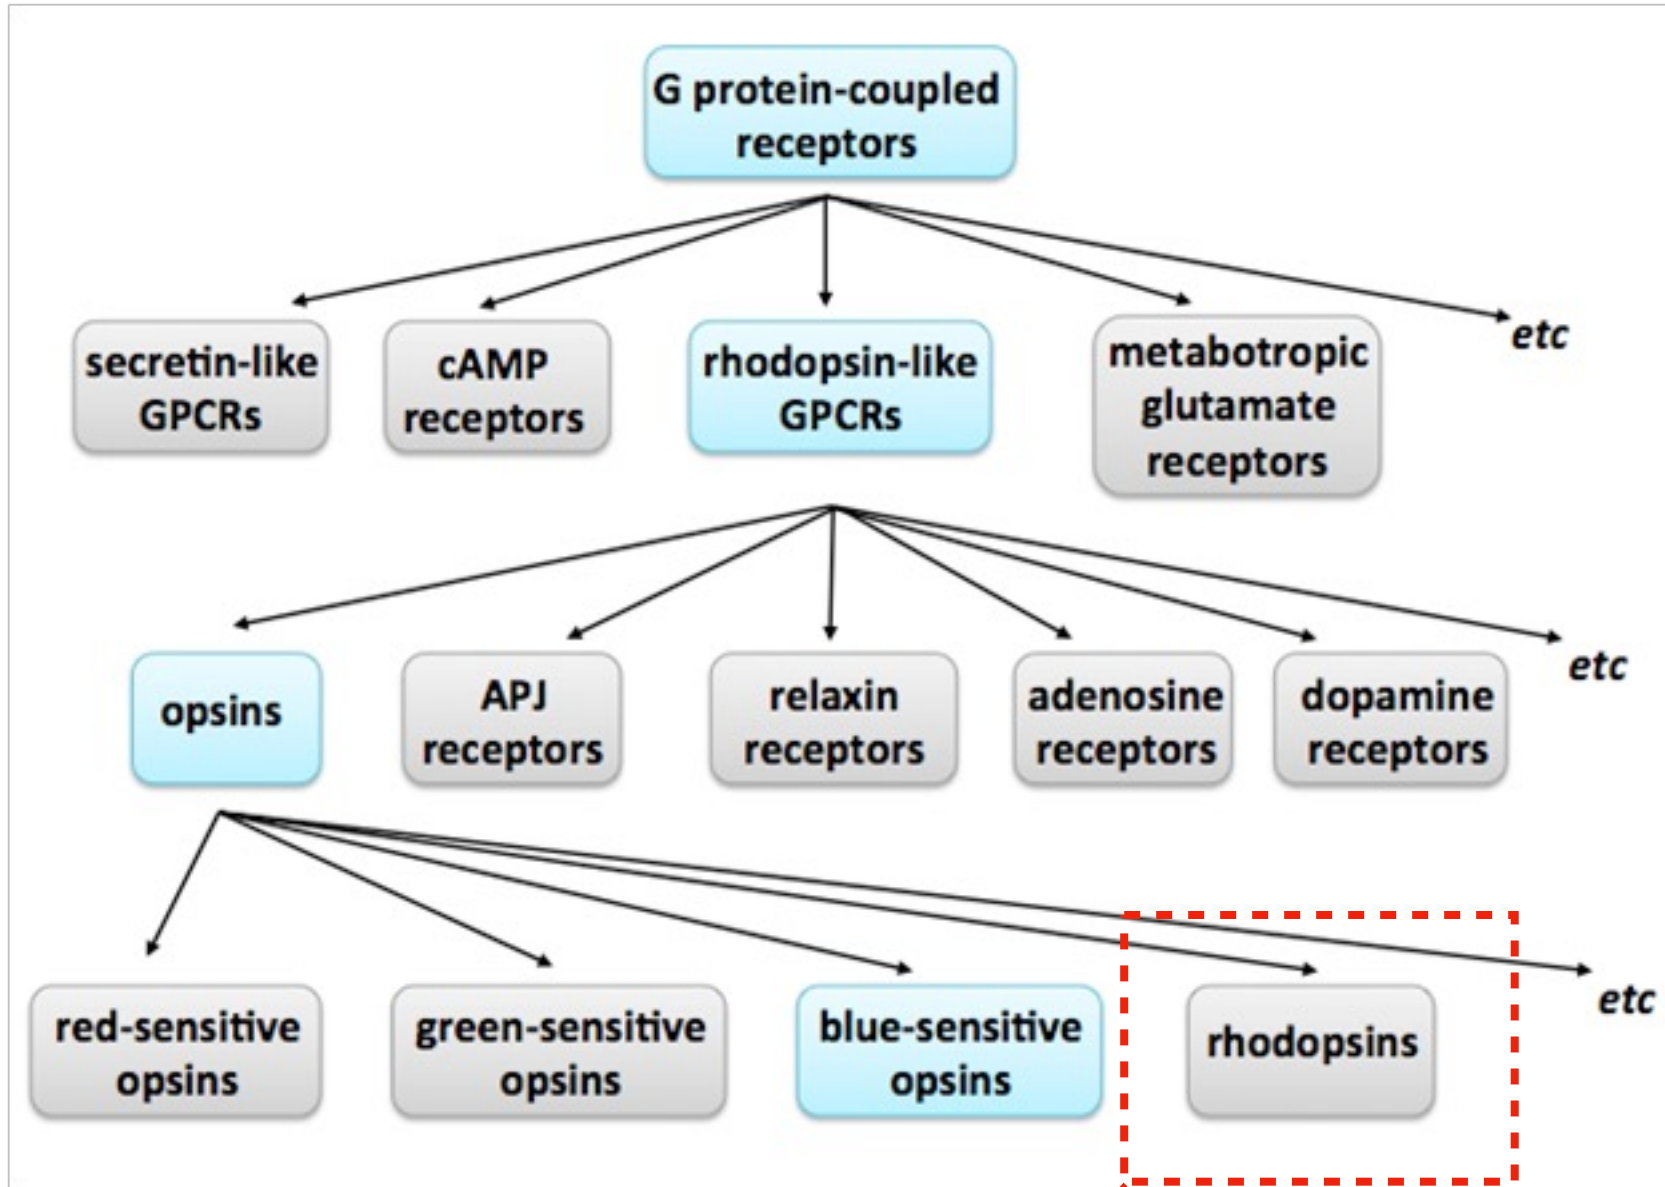 G protein-coupled
receptors
secretin-like
GPCRs
cAMP
receptors
rhodopsin-like
GPCRs
metabotropic
glutamate
receptors
etc
opsins
APJ
receptors
relaxin
receptors
adenosine
receptors
dopamine
receptors
etc
red-sensitive
opsins
green-sensitive
opsins
blue-sensitive
opsins
rhodopsins
etc